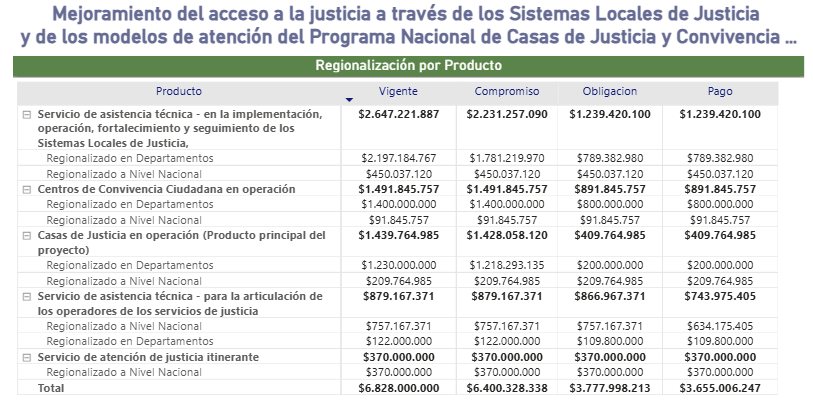 Mejoramiento del acceso a la justicia a través de los Sistemas Locales de Justicia
y de los modelos de atención del Programa Nacional de Casas de Justicia y Convivencia ...
Regionalización por Producto
Producto Vigente Compromiso Obligacion Pago
Servicio de asistencia técnica - en la implementación, $2.647.221.887 $2.231.257.090 $1.239.420.100 $1.239.420.100
operación, fortalecimiento y seguimiento de los
Sistemas Locales de Justicia,
Regionalizado en Departamentos $2.197.184.767 $1.781.219.970 $789.382.980 $789.382.980
Regionalizado a Nivel Nacional $450.037.120 $450.037.120 $450.037.120 $450.037.120
Centros de Convivencia Ciudadana en operación $1.491.845.757 $1.491.845.757 $891.845.757 $891.845.757
Regionalizado en Departamentos $1.400.000.000 $1.400.000.000 $800.000.000 $800.000.000
Regionalizado a Nivel Nacional $91.845.757 $91.845.757 $91.845.757 $91.845.757
Casas de Justicia en operación (Producto principal del $1.439.764.985 $1.428.058.120 $409.764.985 $409.764.985
proyecto)
Regionalizado en Departamentos $1.230.000.000 $1.218.293.135 $200.000.000 $200.000.000
Regionalizado a Nivel Nacional $209.764.985 $209.764.985 $209.764.985 $209.764.985
Servicio de asistencia técnica - para la articulación de $879.167.371 $879.167.371 $866.967.371 $743.975.405
los operadores de los servicios de justicia
Regionalizado a Nivel Nacional $757.167.371 $757.167.371 $757.167.371 $634.175.405
Regionalizado en Departamentos $122.000.000 $122.000.000 $109.800.000 $109.800.000
Servicio de atención de justicia itinerante $370.000.000 $370.000.000 $370.000.000 $370.000.000
Regionalizado a Nivel Nacional $370.000.000 $370.000.000 $370.000.000 $370.000.000
Total $6.828.000.000 $6.400.328.338 $3.777.998.213 $3.655.006.247